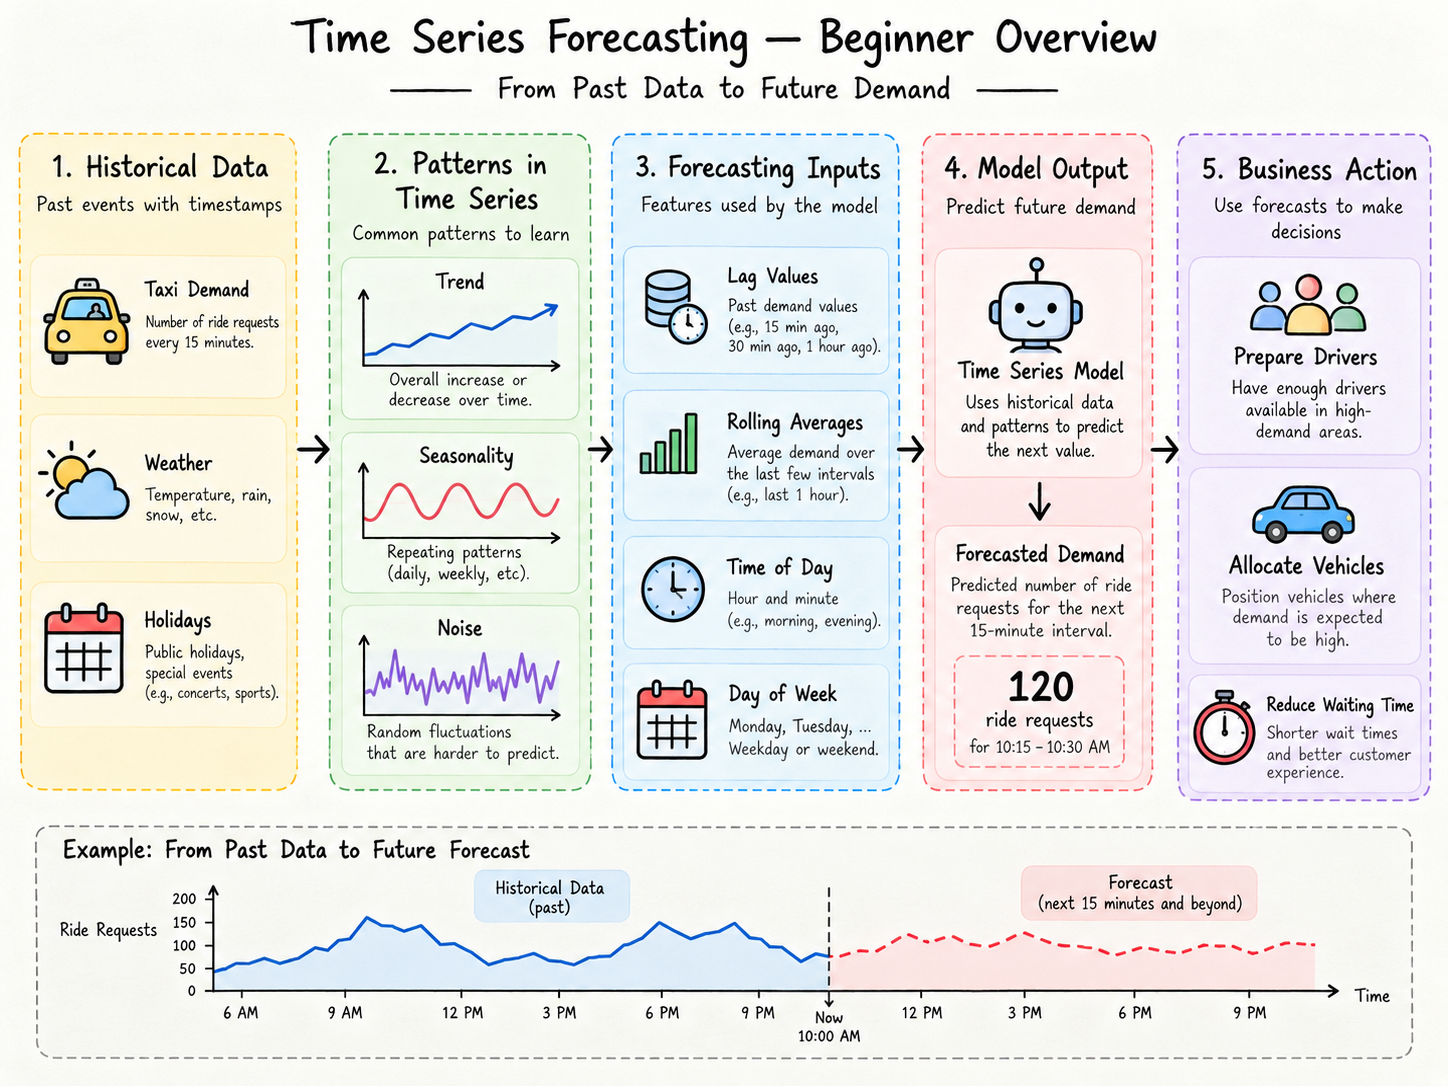 Time Series Forecasting — Beginner Overview
From Past Data to Future Demand
1. Historical Data
Past events with timestamps
Taxi Demand
Number of ride requests
every 15 minutes.
Weather
Temperature, rain,
snow, etc.
Holidays
Public holidays,
special events
(e.g., concerts, sports).
2. Patterns in
Time Series
Common patterns to learn
Trend
Overall increase or
decrease over time.
Seasonality
Repeating patterns
(daily, weekly, etc).
Noise
Random fluctuations
that are harder to predict.
3. Forecasting Inputs
Features used by the model
Lag Values
Past demand values
(e.g., 15 min ago,
30 min ago, 1 hour ago).
Rolling Averages
Average demand over
the last few intervals
(e.g., last 1 hour).
Time of Day
Hour and minute
(e.g., morning, evening).
Day of Week
Monday, Tuesday, ...
Weekday or weekend.
4. Model Output
Predict future demand
Time Series Model
Uses historical data
and patterns to predict
the next value.
Forecasted Demand
Predicted number of ride
requests for the next
15-minute interval.
120
ride requests
for 10:15 – 10:30 AM
5. Business Action
Use forecasts to make
decisions
Prepare Drivers
Have enough drivers
available in high-
demand areas.
Allocate Vehicles
Position vehicles where
demand is expected
to be high.
Reduce Waiting Time
Shorter wait times
and better customer
experience.
Example: From Past Data to Future Forecast
Historical Data
(past)
Forecast
(next 15 minutes and beyond)
Ride Requests
200
150
100
50
0
6 AM
9 AM
12 PM
3 PM
6 PM
9 PM
Now
10:00 AM
12 PM
3 PM
6 PM
9 PM
Time